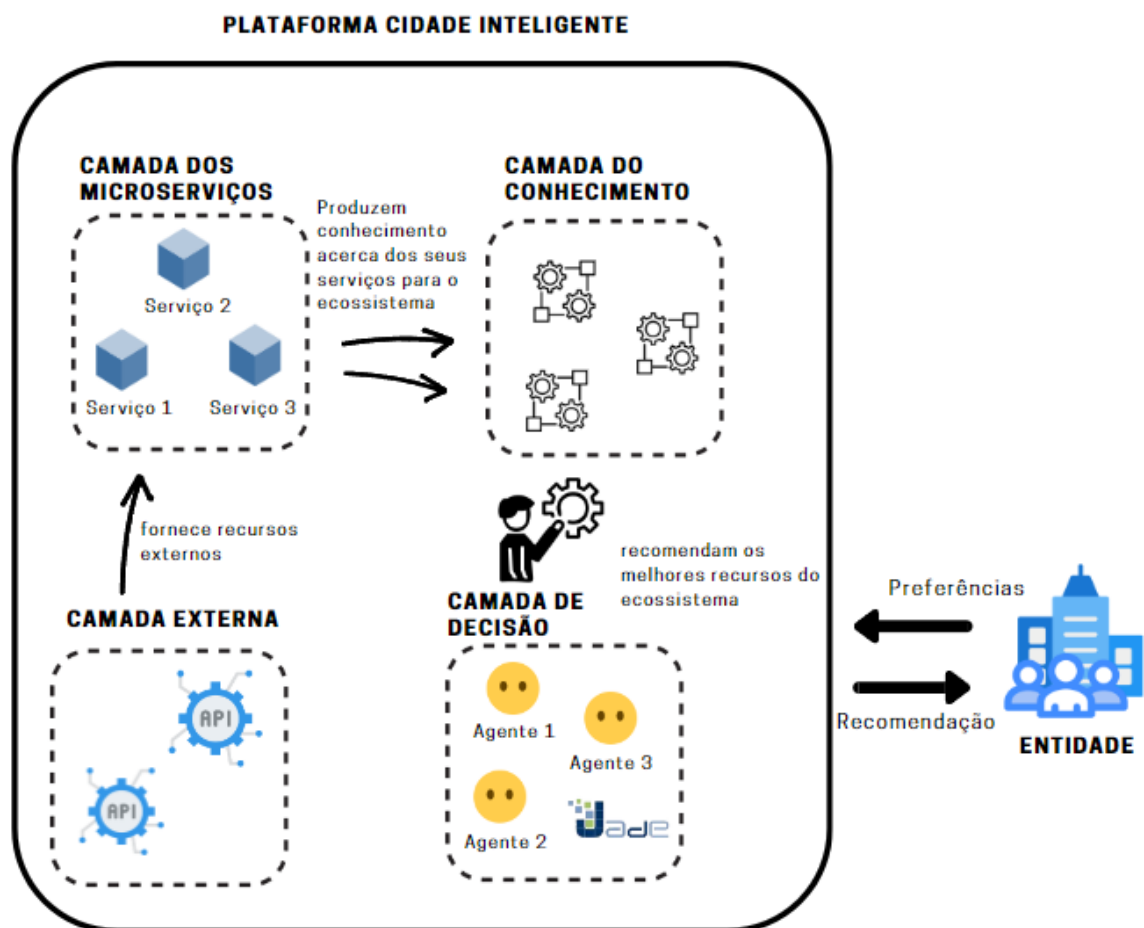 PLATAFORMA CIDADE INTELIGENTE
CAMADA DOS
MICROSERVIÇOS
Produzem
conhecimento
acerca dos seus
serviços para o
ecossistema
CAMADA DO
CONHECIMENTO
Serviço 2
Serviço 1
Serviço 3
fornece recursos
externos
recomendam os
melhores recursos do
ecossistema
CAMADA EXTERNA
API
API
CAMADA DE
DECISÃO
Agente 1
Agente 3
Agente 2
Jade
Preferências
Recomendação
ENTIDADE